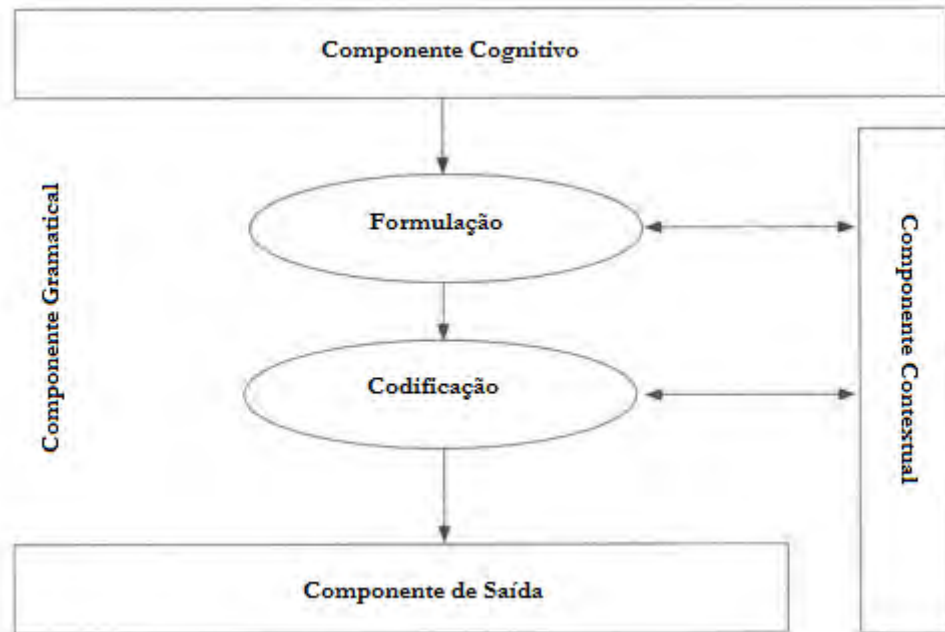 Componente Cognitivo
Componente Gramatical
Formulação
Componente Contextual
Codificação
Componente de Saída